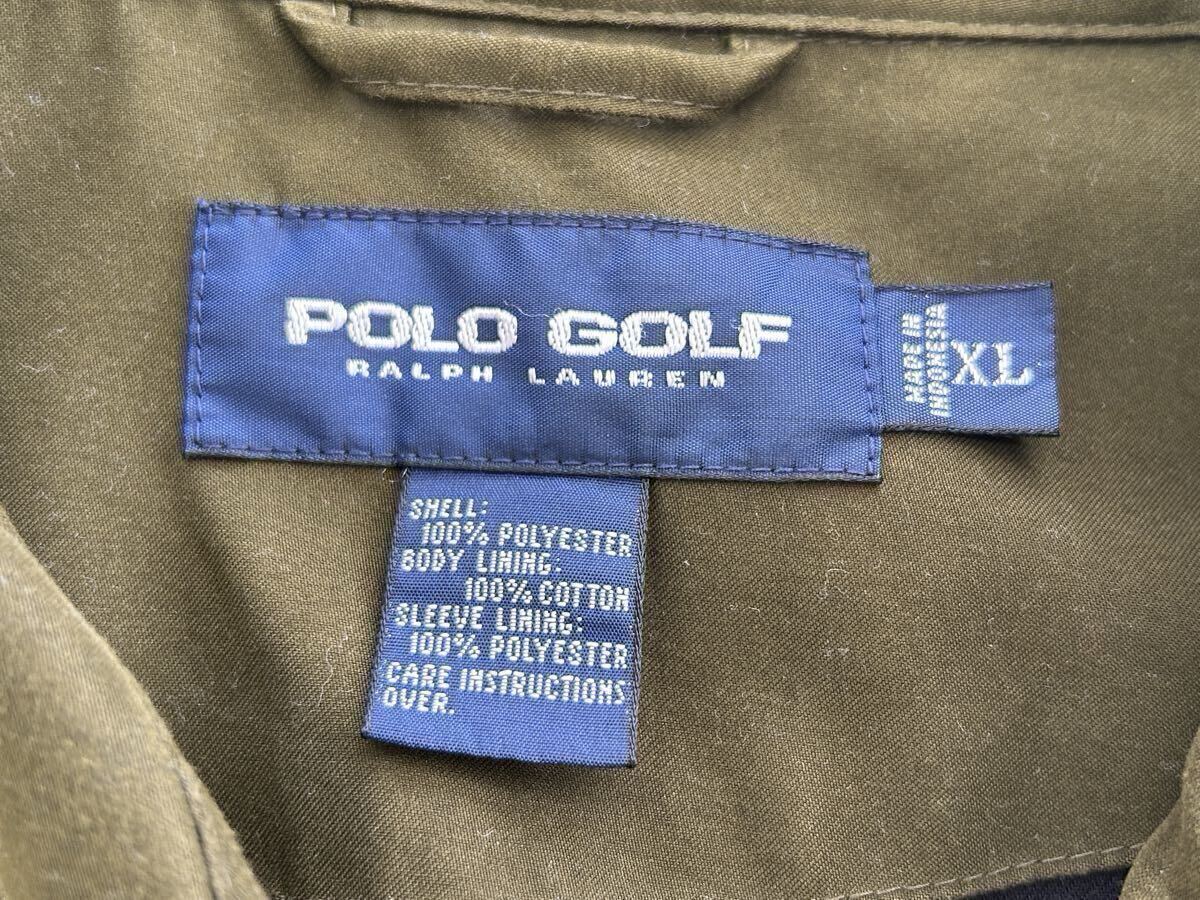 POLO GOLF
RALPH LAUREN
MADE IN
INDONESIA
XL
SHELL:
100% POLYESTER
BODY LINING.
100% COTTON
SLEEVE LINING:
100% POLYESTER
CARE INSTRUCTIONS
OVER.